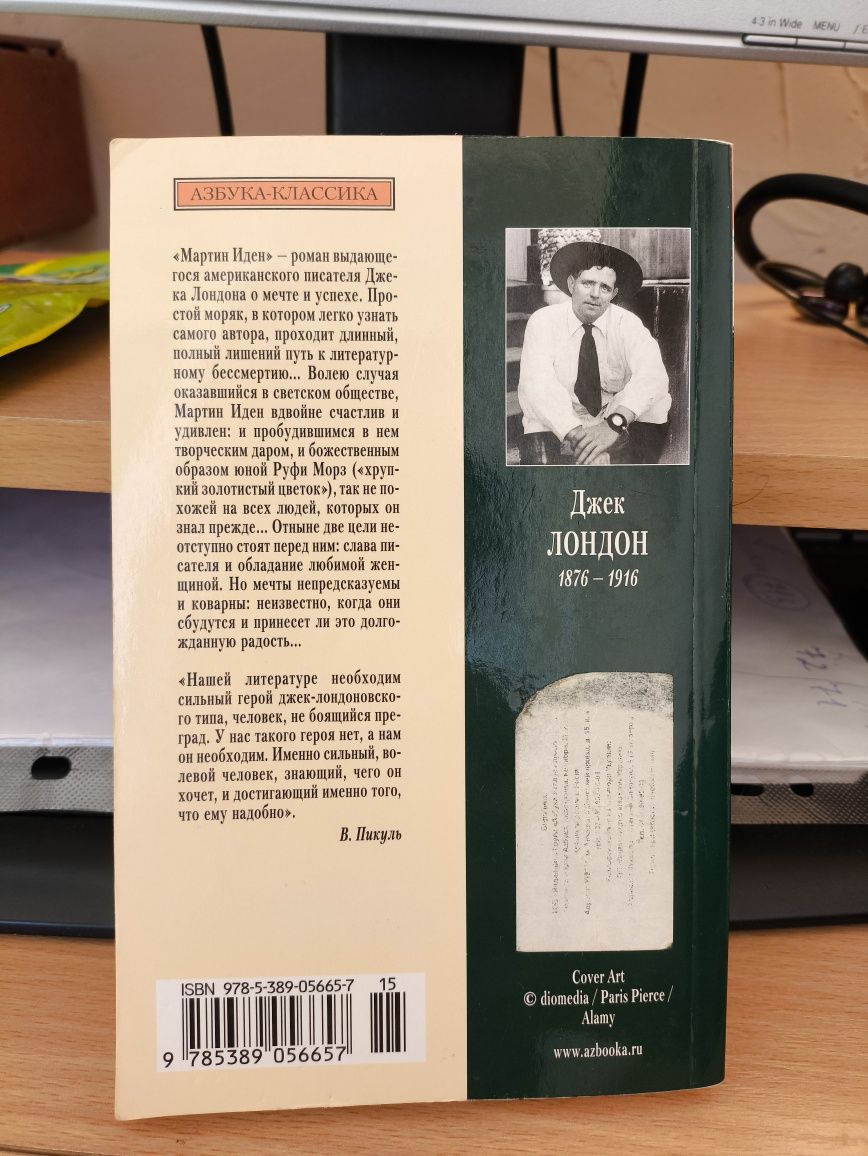 4:3 in Wide MENU
АЗБУКА-КЛАССИКА
«Мартин Иден» – роман выдающе-
гося американского писателя Дже-
ка Лондона о мечте и успехе. Про-
стой моряк, в котором легко узнать
самого автора, проходит длинный,
полный лишений путь к литератур-
ному бессмертию... Волею случая
оказавшийся в светском обществе,
Мартин Иден вдвойне счастлив и
удивлен: и пробудившимся в нем
творческим даром, и божественным
образом юной Руфи Морз («хруп-
кий золотистый цветок»), так не по-
хожей на всех людей, которых он
знал прежде... Отныне две цели не-
отступно стоят перед ним: слава пи-
сателя и обладание любимой жен-
щиной. Но мечты непредсказуемы
и коварны: неизвестно, когда они
сбудутся и принесет ли это долго-
жданную радость...
«Нашей литературе необходим
сильный герой джек-лондоновско-
го типа, человек, не боящийся пре-
град. У нас такого героя нет, а нам
он необходим. Именно сильный, во-
левой человек, знающий, чего он
хочет, и достигающий именно того,
что ему надобно».
В. Пикуль
ISBN 978-5-389-05665-7 15
9 785389 056657
Джек
ЛОНДОН
1876 – 1916
Cover Art
© diomedia / Paris Pierce /
Alamy
www.azbooka.ru